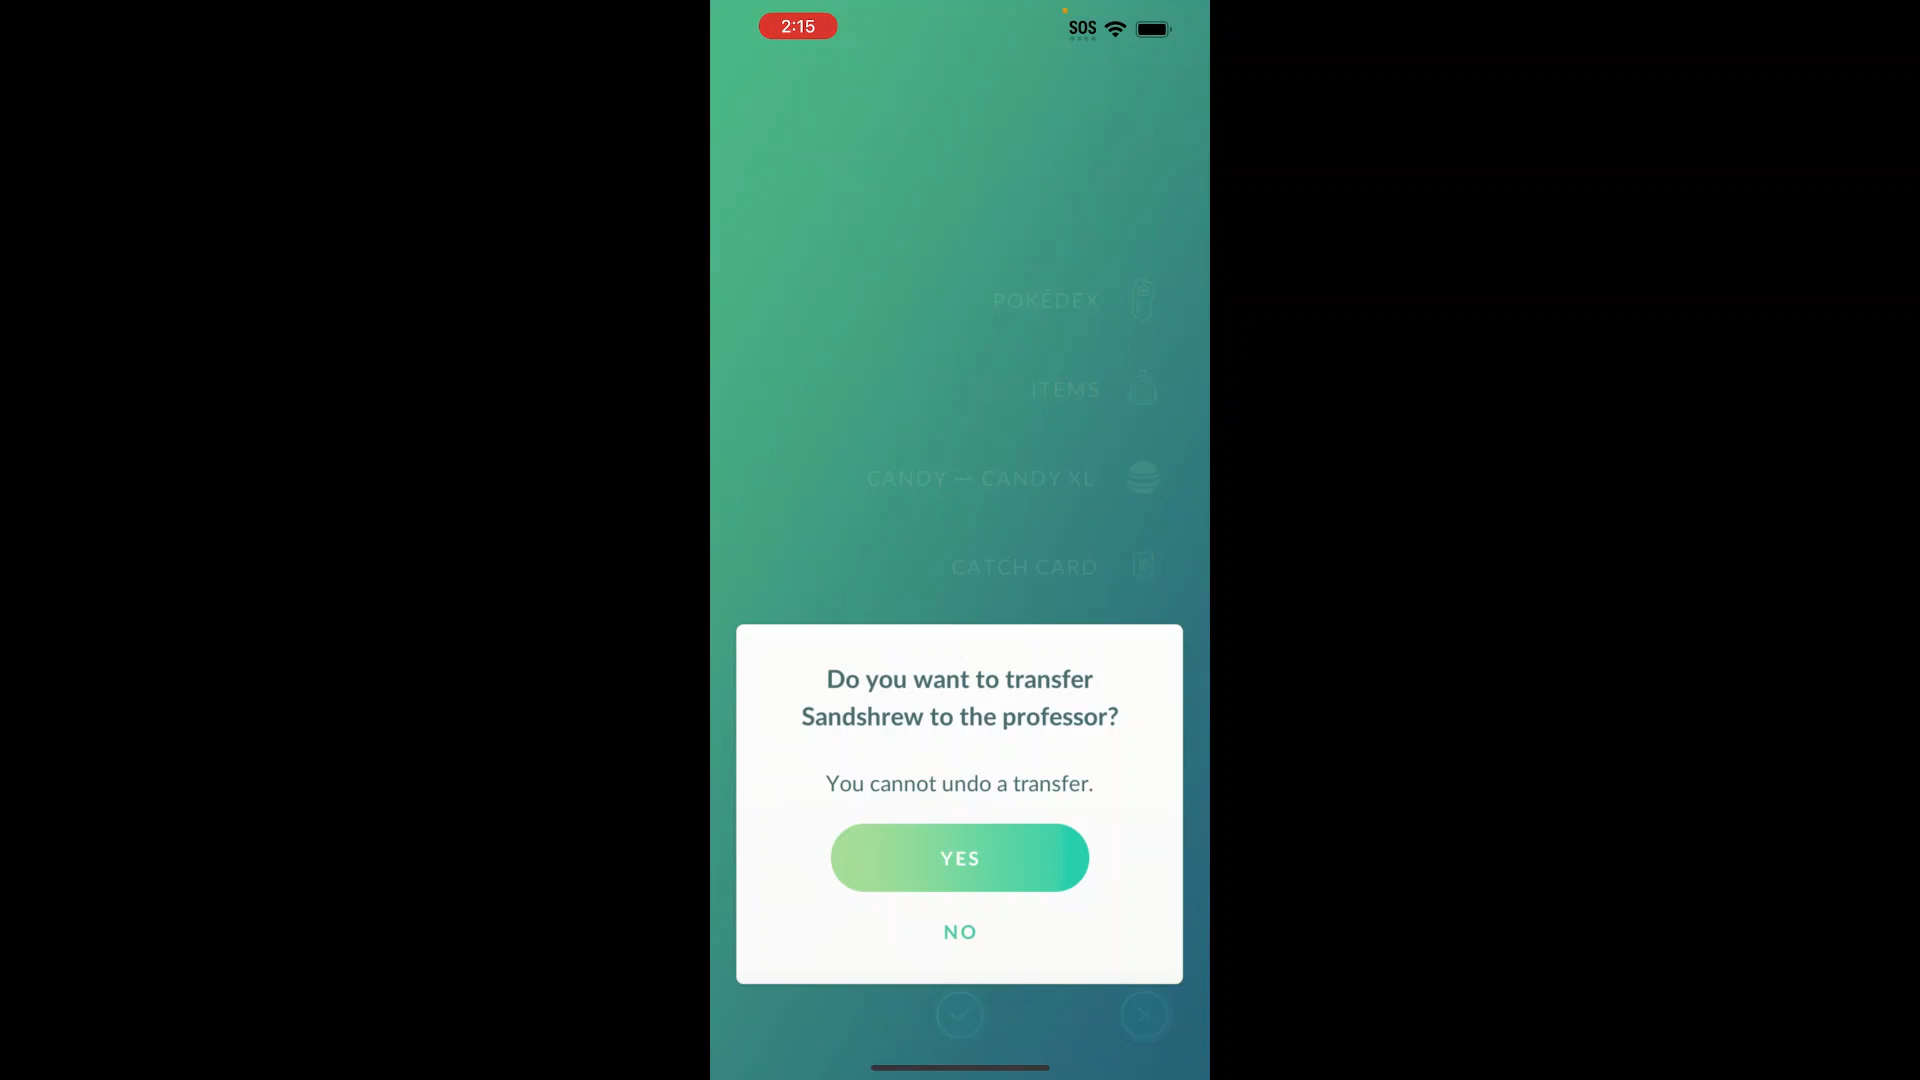 2:15
SOS
POKÉDEX
ITEMS
CANDY → CANDY XL
CATCH CARD
Do you want to transfer
Sandshrew to the professor?
You cannot undo a transfer.
YES
NO